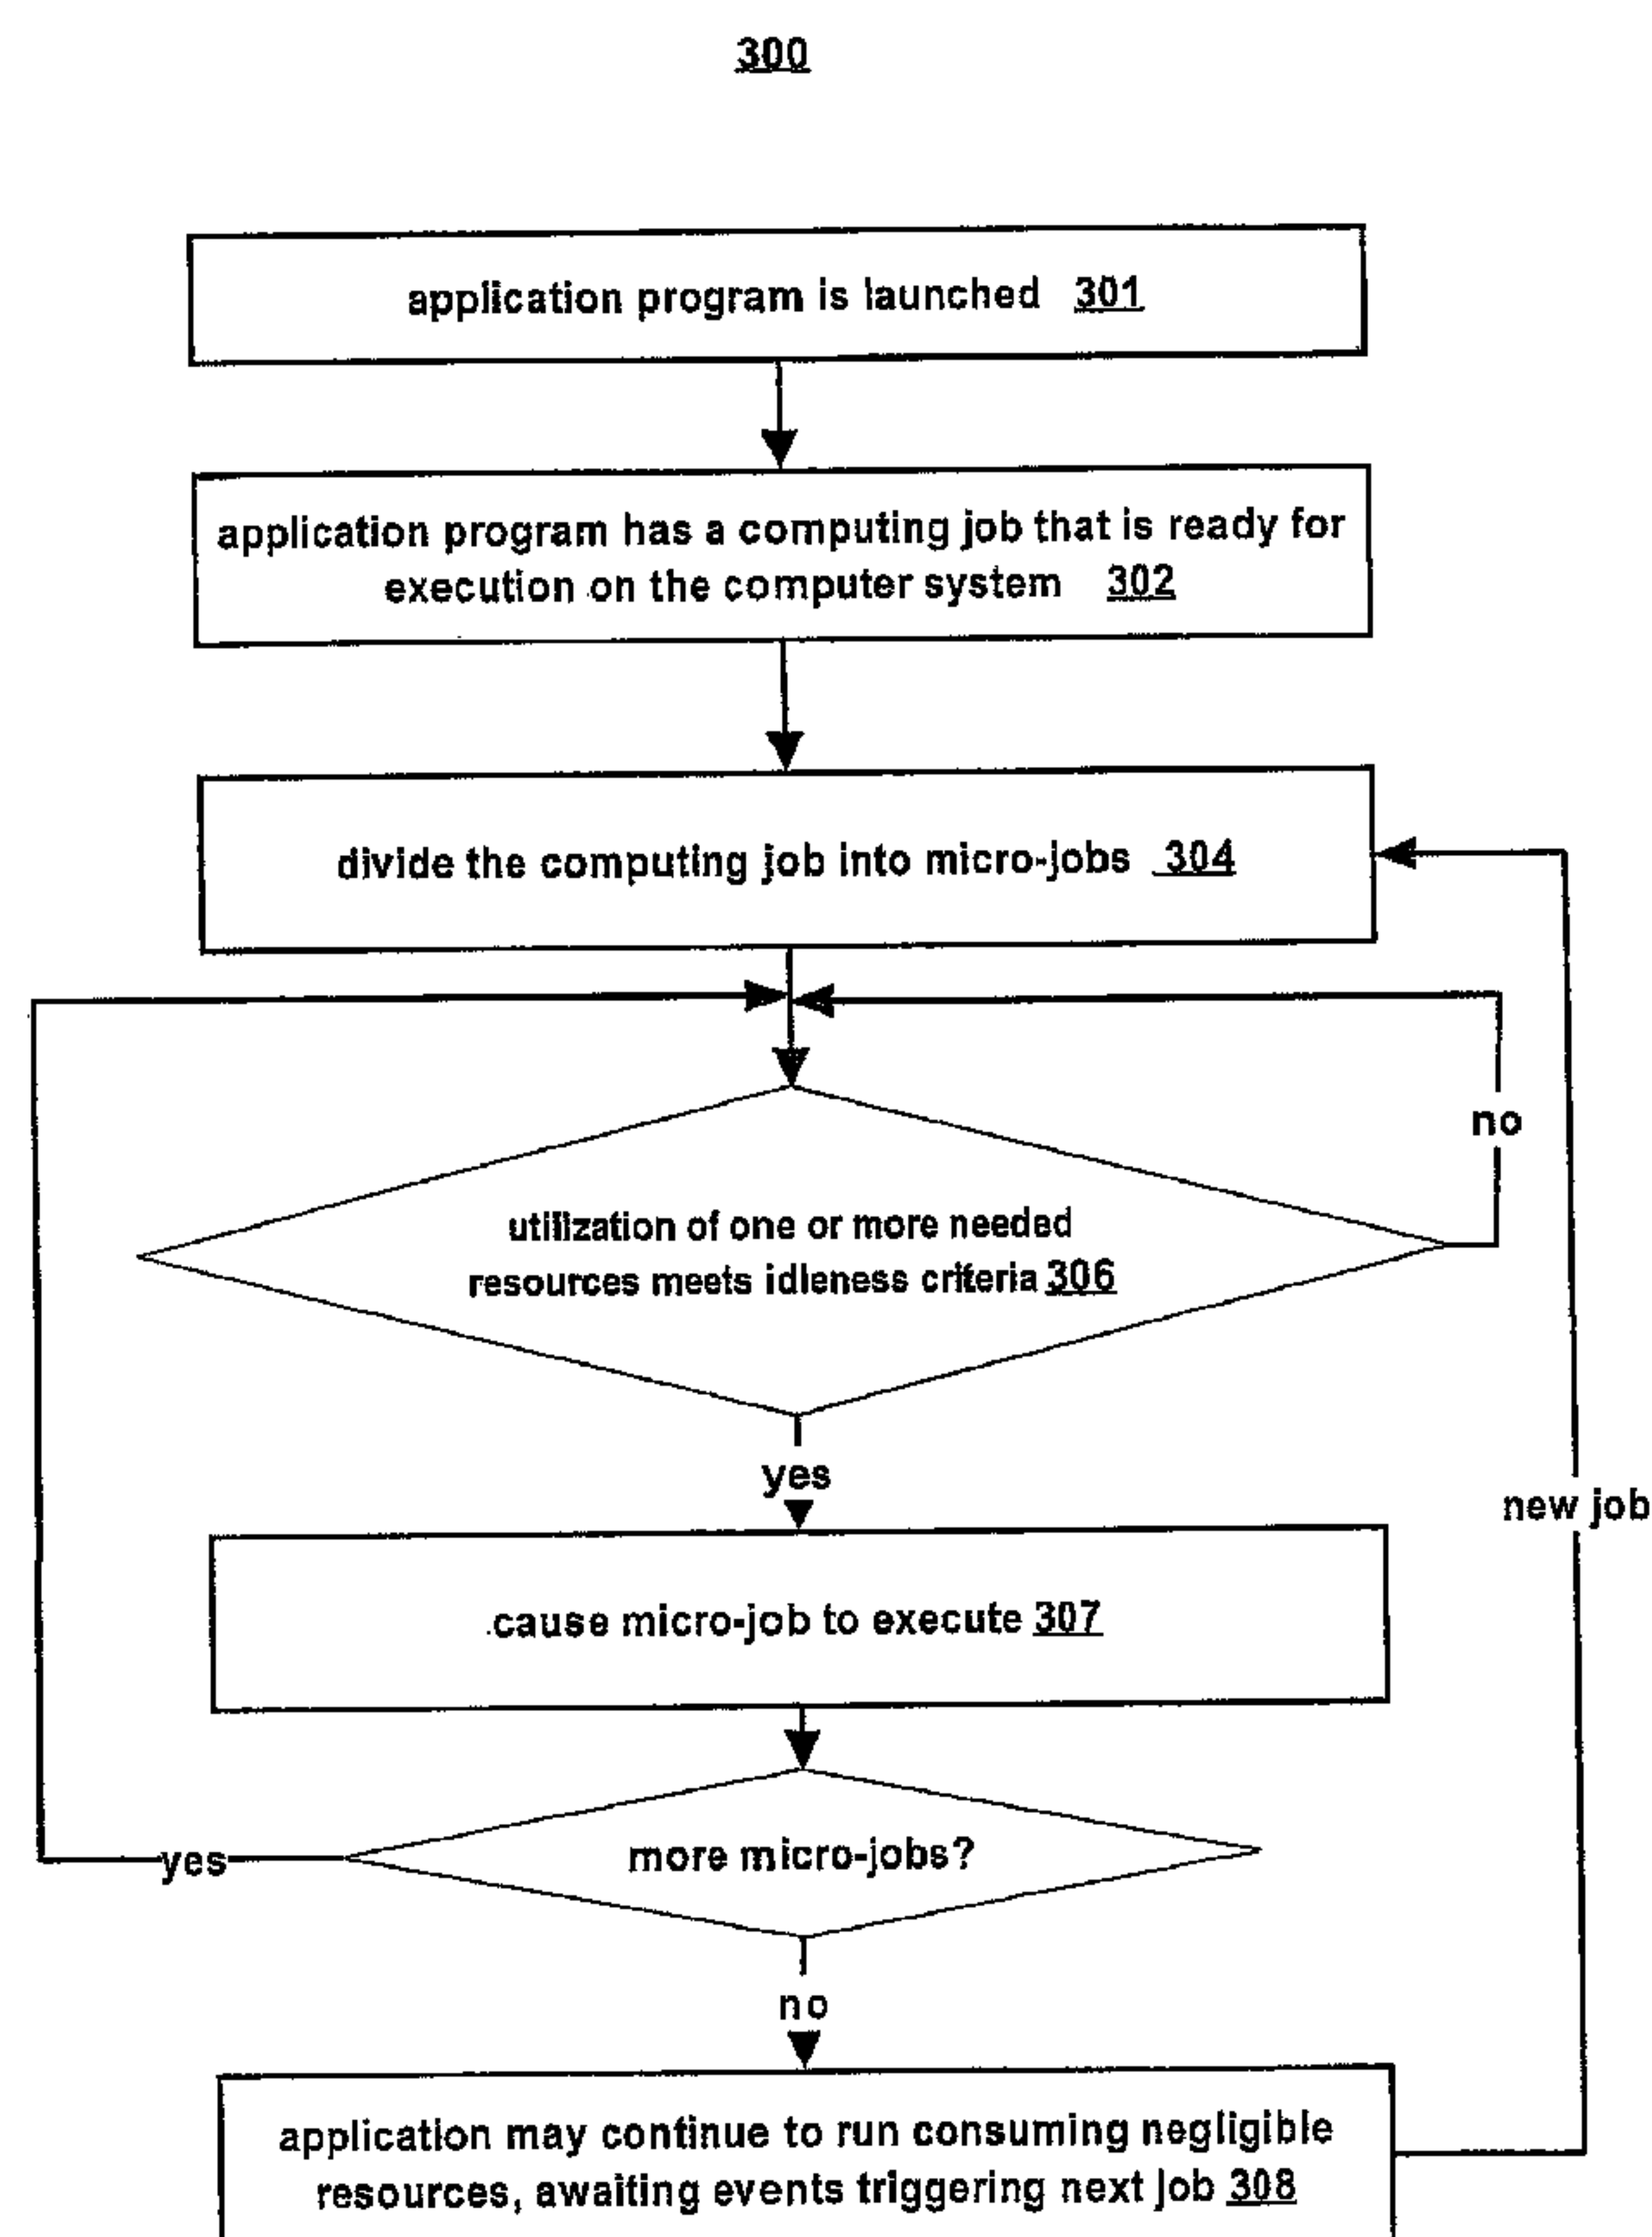 300
application program is launched 301
application program has a computing job that is ready for
execution on the computer system 302
divide the computing job into micro-jobs 304
no
utilization of one or more needed
resources meets idleness criteria 306
yes
new job
cause micro-job to execute 307
more micro-jobs?
yes
no
application may continue to run consuming negligible
resources, awaiting events triggering next job 308